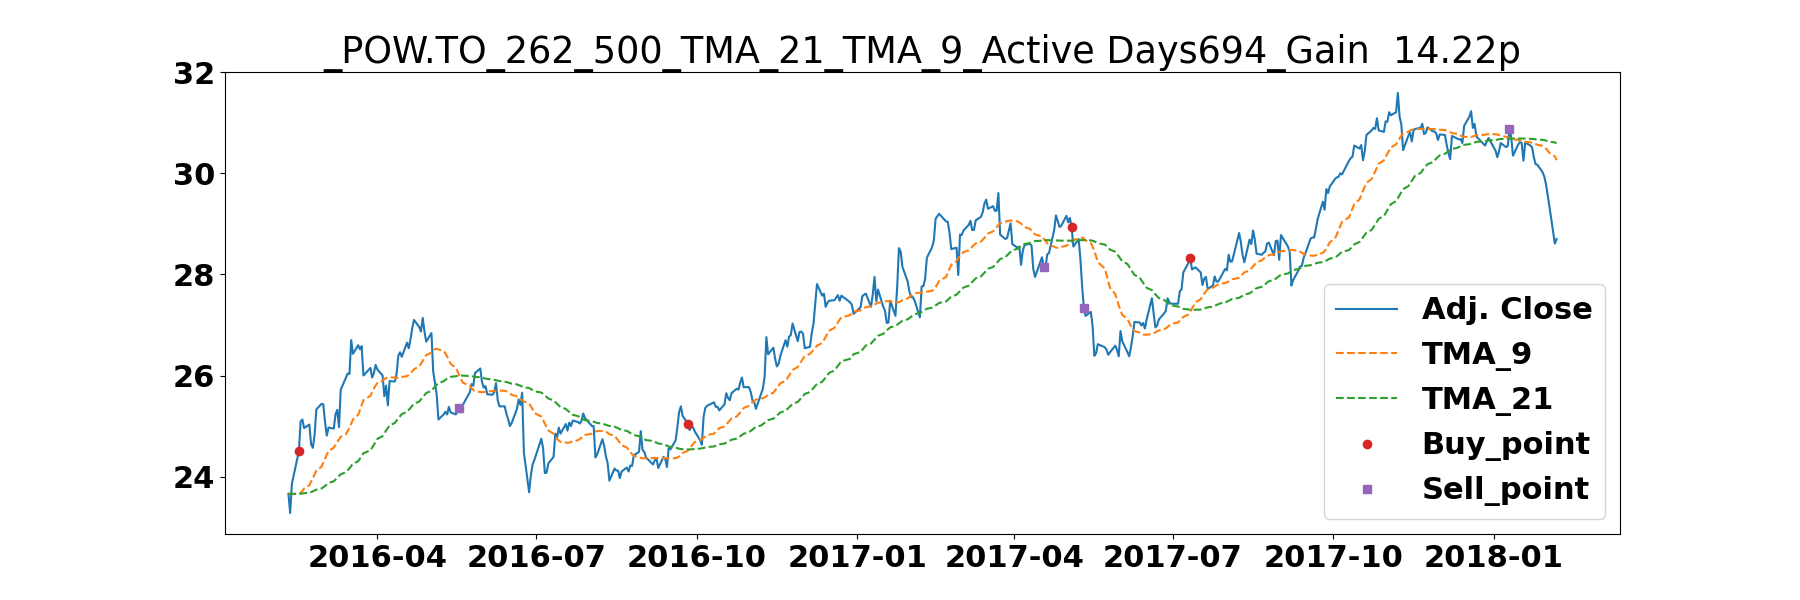 _POW.TO_262_500_TMA_21_TMA_9_Active Days694_Gain  14.22p
32
30
28
26
24
Adj. Close
TMA_9
TMA_21
Buy_point
Sell_point
2016-04 2016-07 2016-10 2017-01 2017-04 2017-07 2017-10 2018-01